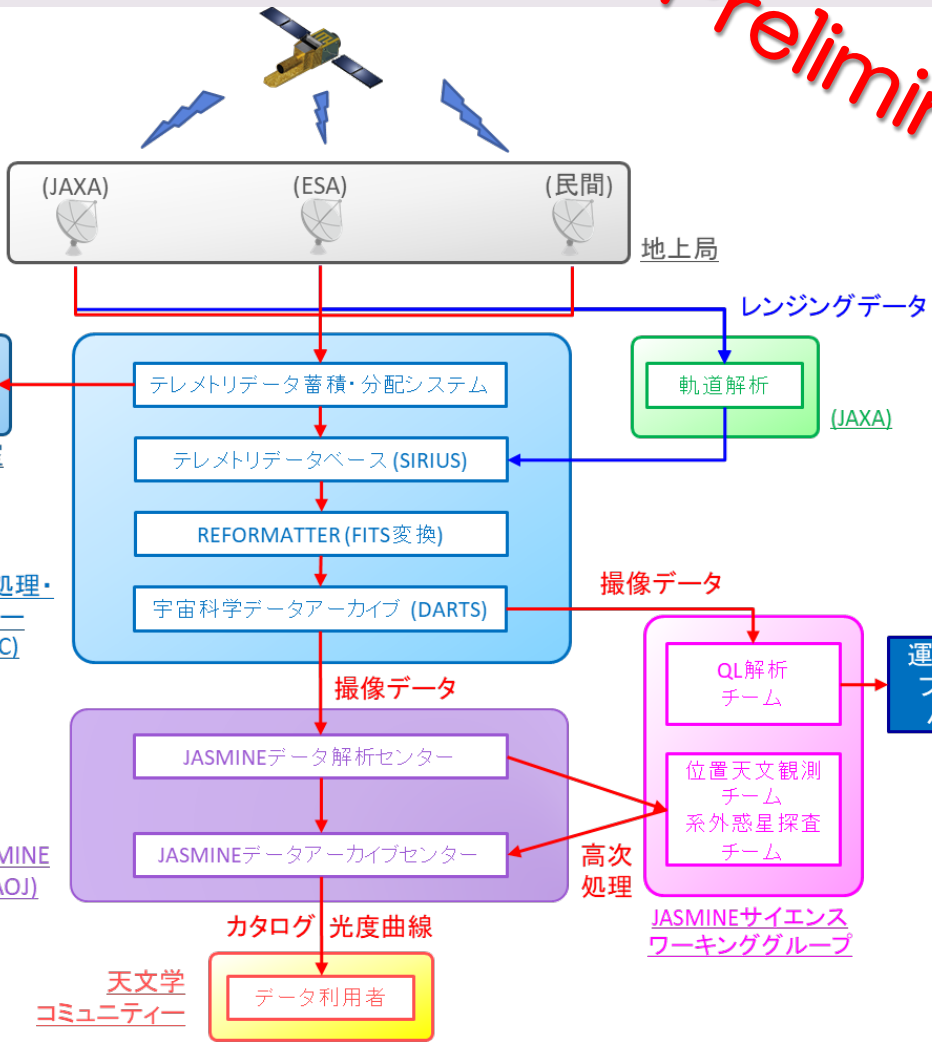 Prelimin
(JAXA)
(ESA)
(民間)
地上局
レンジングデータ
テレメトリデータ蓄積・分配システム
軌道解析
(JAXA)
テレメトリデータベース (SIRIUS)
REFORMATTER (FITS変換)
処理・
撮像データ
宇宙科学データアーカイブ (DARTS)
C)
QL解析
チーム
運
撮像データ
JASMINEデータ解析センター
位置天文観測
チーム
系外惑星探査
チーム
MINE
JASMINEデータアーカイブセンター
AOJ)
高次
処理
JASMINEサイエンス
ワーキンググループ
カタログ 光度曲線
天文学
コミュニティー
データ利用者